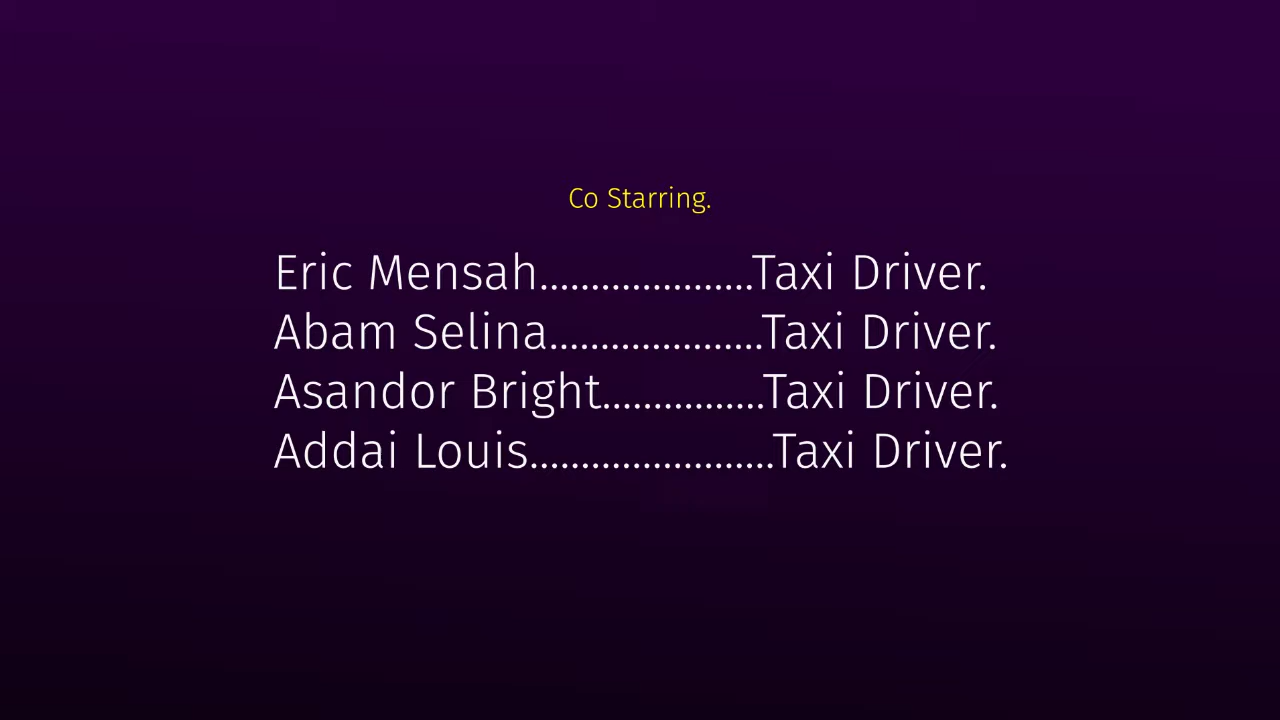 Co Starring.
Eric Mensah.....................Taxi Driver.
Abam Selina.....................Taxi Driver.
Asandor Bright................Taxi Driver.
Addai Louis........................Taxi Driver.